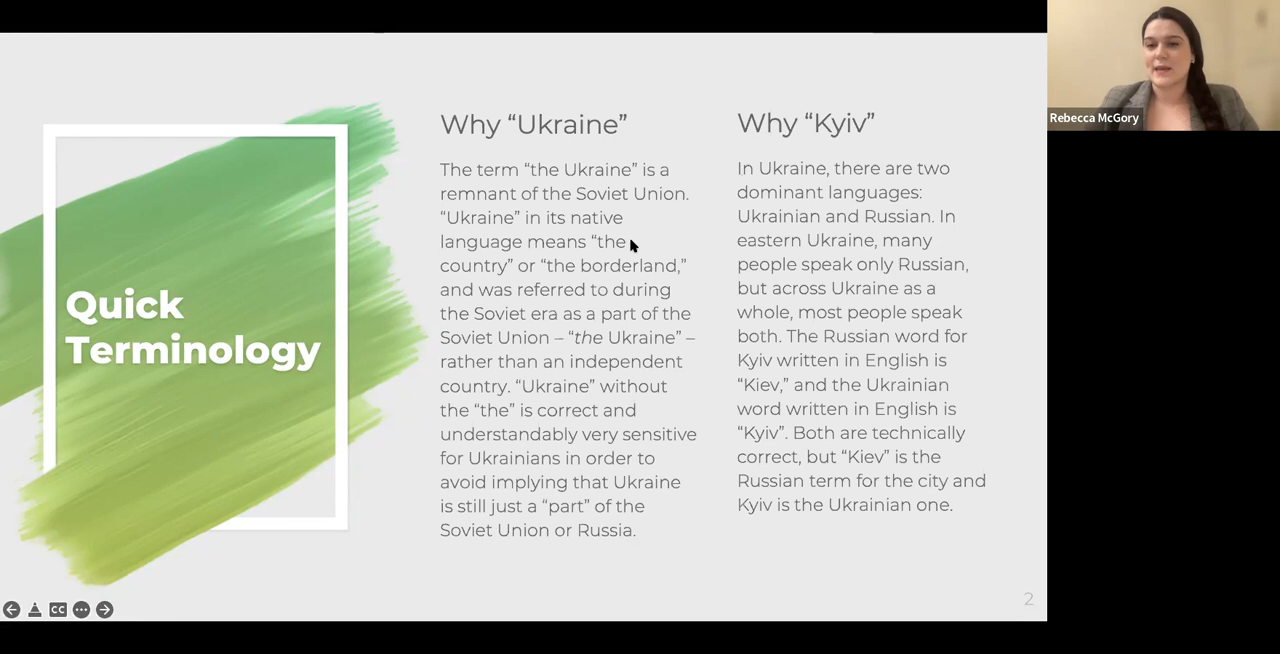 Quick
Terminology
Why “Ukraine”
The term “the Ukraine” is a
remnant of the Soviet Union.
“Ukraine” in its native
language means “the
country” or “the borderland,”
and was referred to during
the Soviet era as a part of the
Soviet Union – “the Ukraine” –
rather than an independent
country. “Ukraine” without
the “the” is correct and
understandably very sensitive
for Ukrainians in order to
avoid implying that Ukraine
is still just a “part” of the
Soviet Union or Russia.
Why “Kyiv”
In Ukraine, there are two
dominant languages:
Ukrainian and Russian. In
eastern Ukraine, many
people speak only Russian,
but across Ukraine as a
whole, most people speak
both. The Russian word for
Kyiv written in English is
“Kiev,” and the Ukrainian
word written in English is
“Kyiv”. Both are technically
correct, but “Kiev” is the
Russian term for the city and
Kyiv is the Ukrainian one.
2
CC
Rebecca McGory